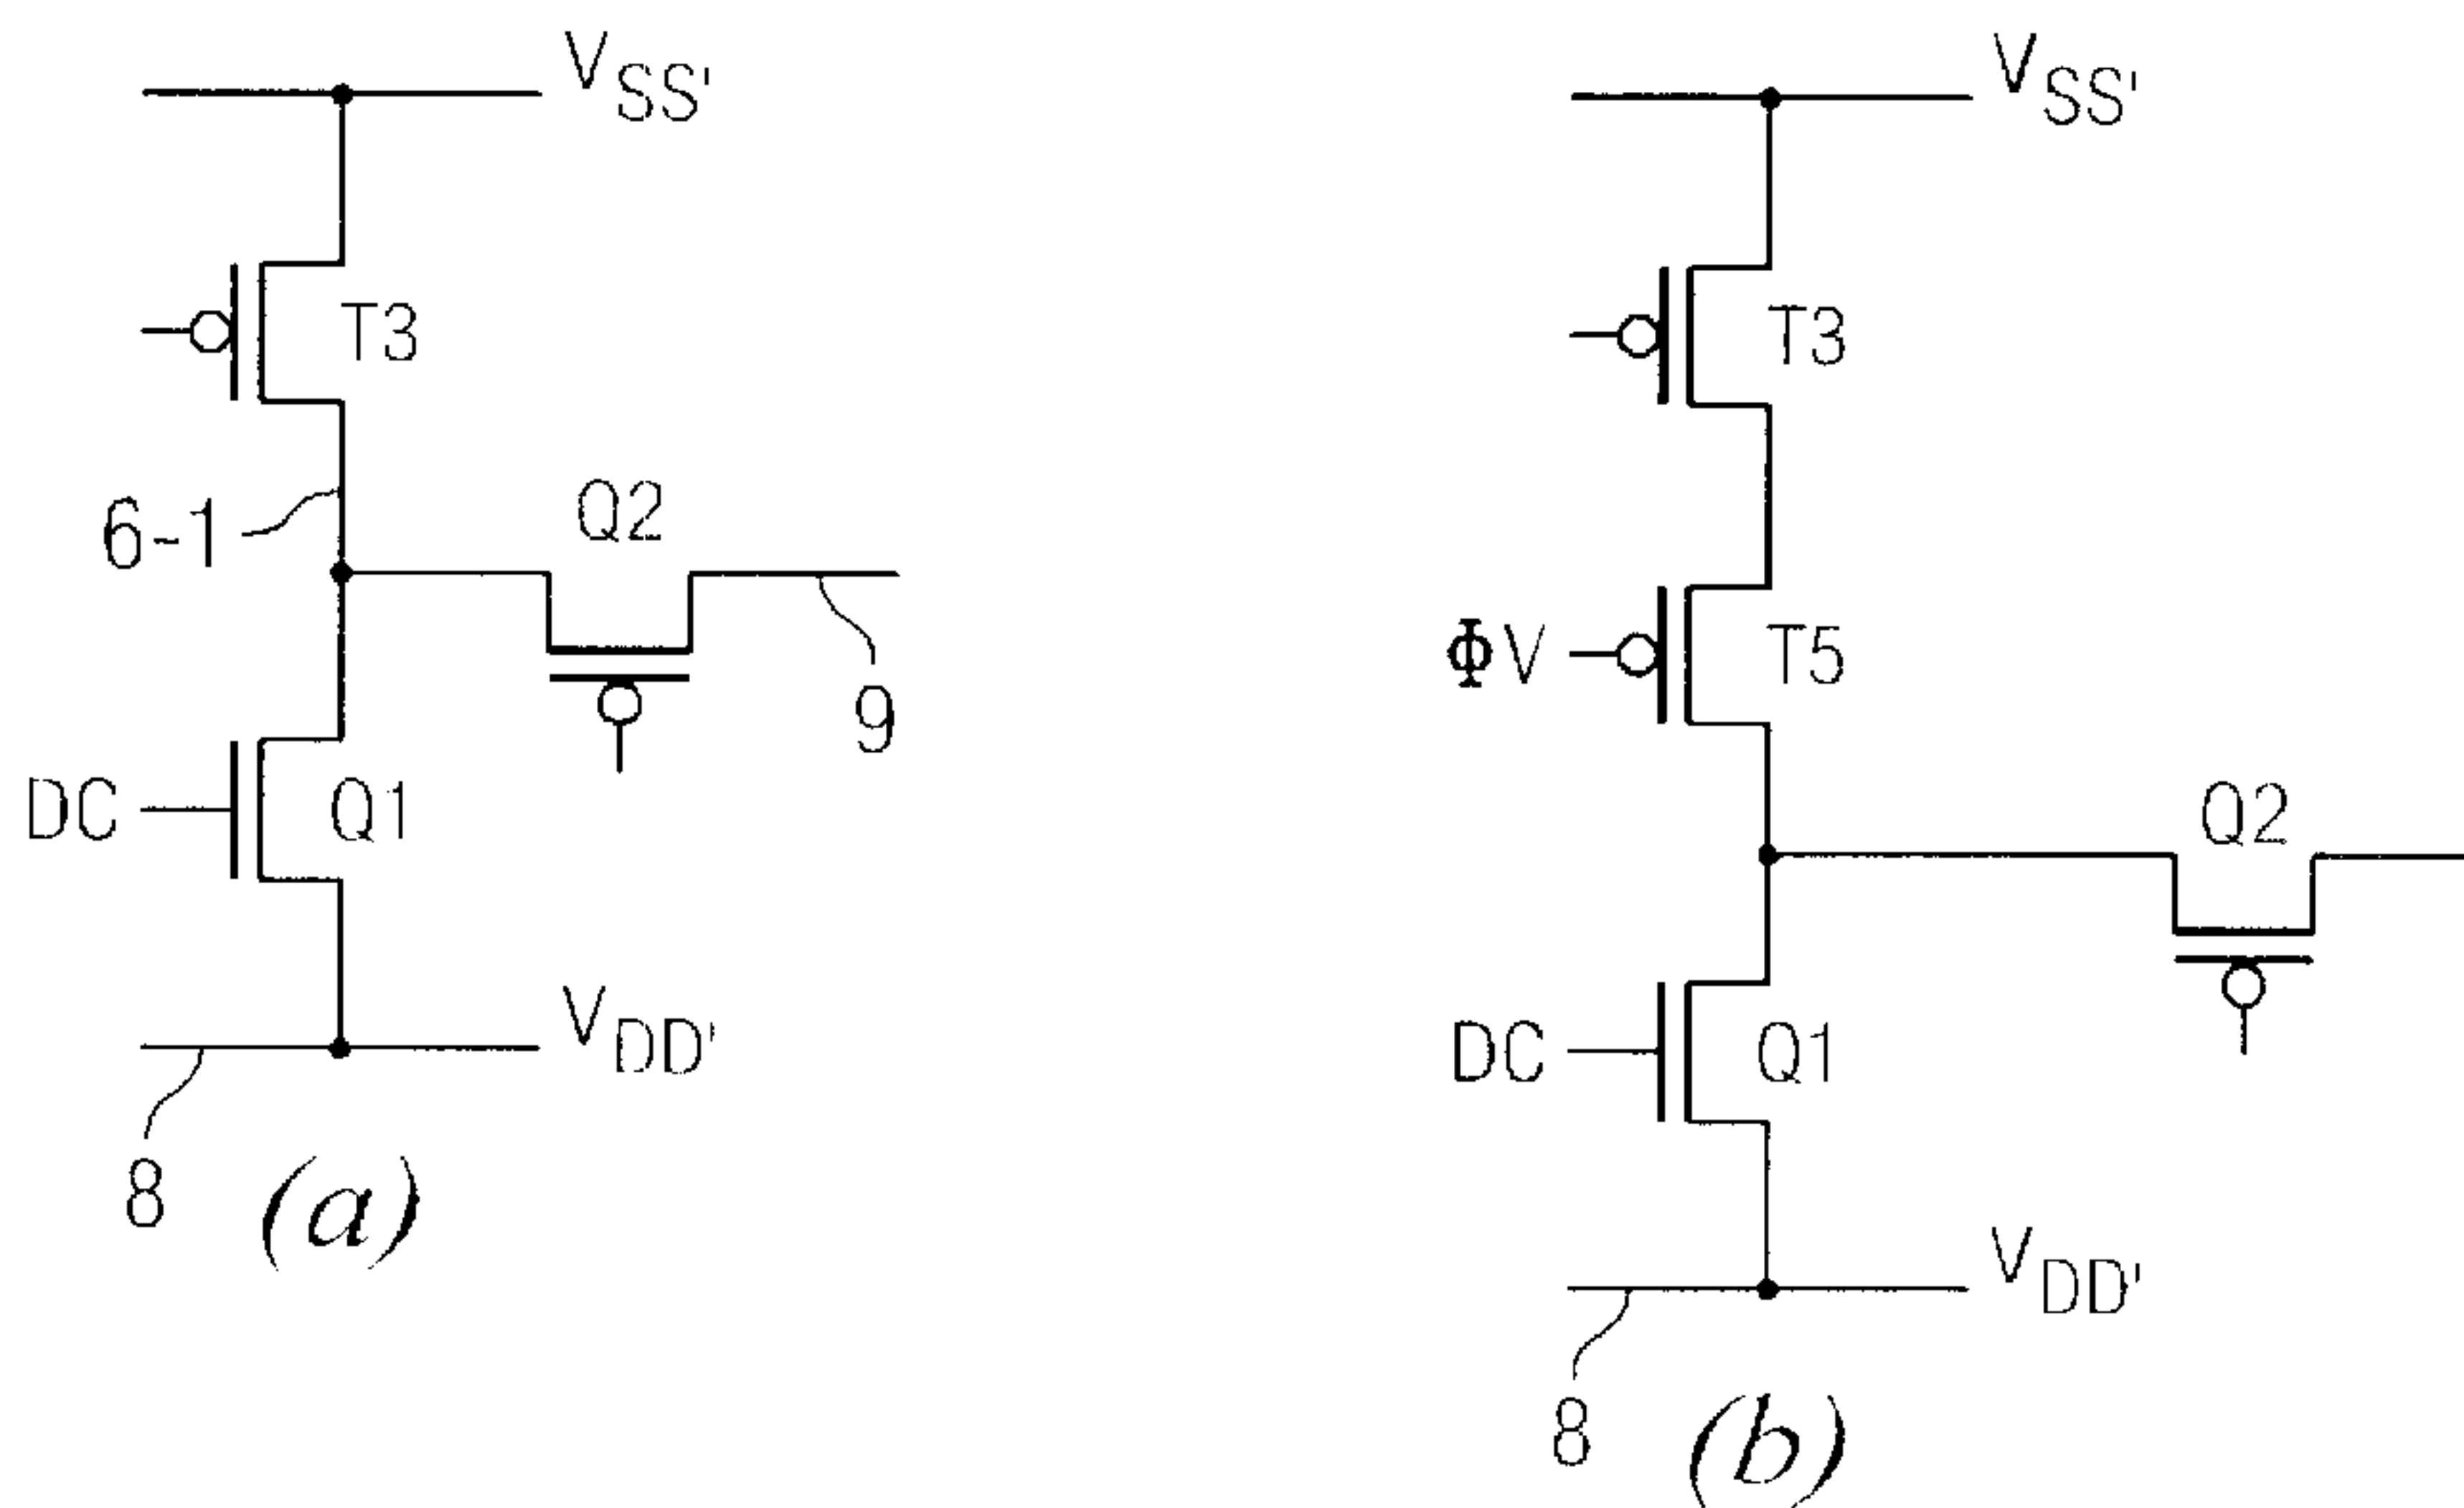 VSS'
T3
6-1
Q2
9
DC
Q1
VDD'
8
(a)
VSS'
T3
ΦV
T5
Q2
DC
Q1
VDD'
8
(b)